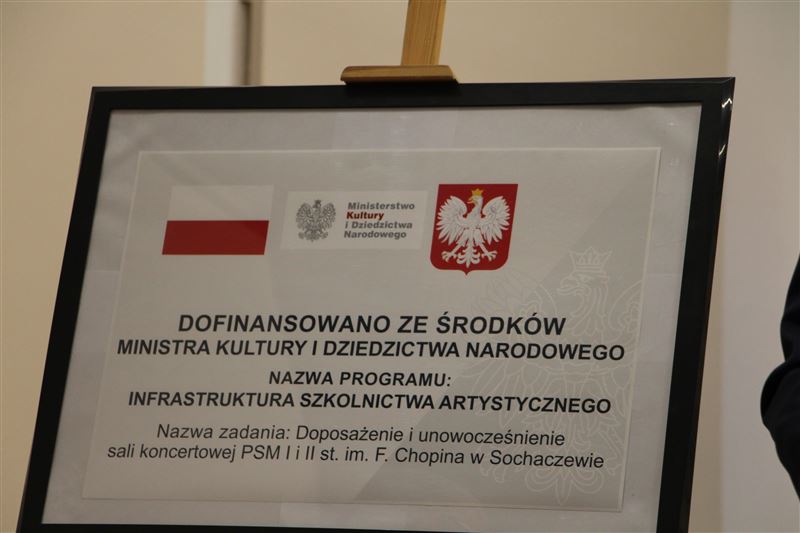 Ministerstwo
Kultury
i Dziedzictwa
Narodowego
DOFINANSOWANO ZE ŚRODKÓW
MINISTRA KULTURY I DZIEDZICTWA NARODOWEGO
NAZWA PROGRAMU:
INFRASTRUKTURA SZKOLNICTWA ARTYSTYCZNEGO
Nazwa zadania: Doposażenie i unowocześnienie
sali koncertowej PSM I i II st. im. F. Chopina w Sochaczewie